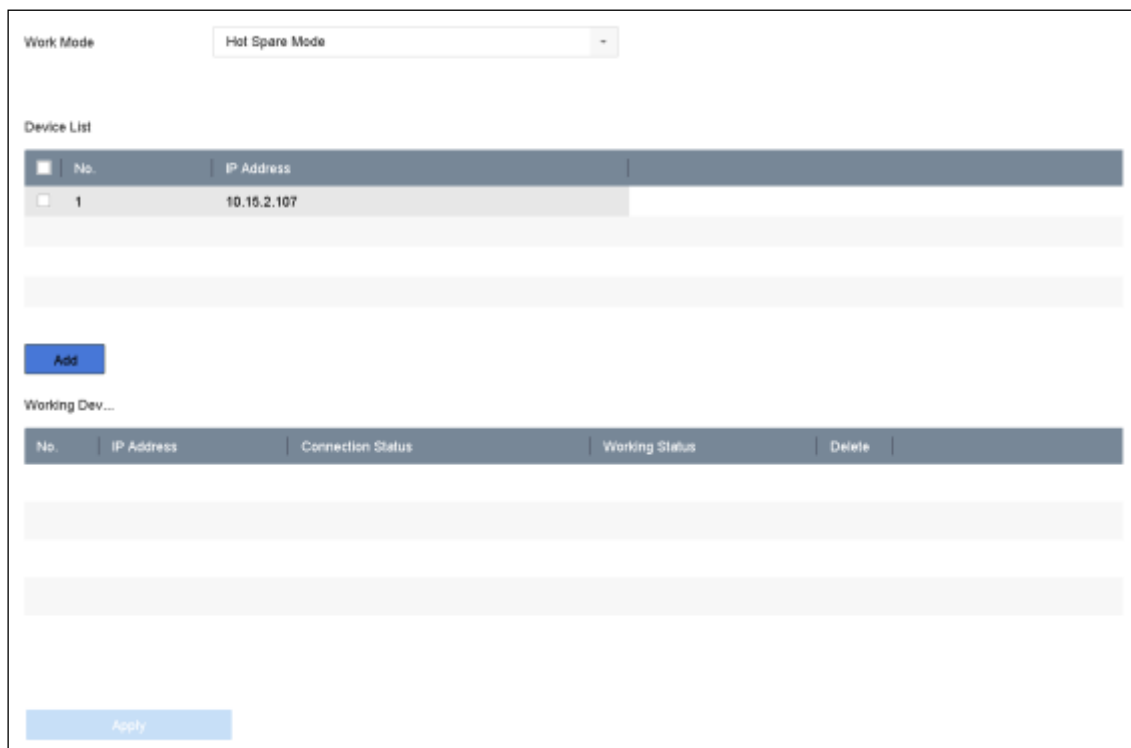 Work Mode Hot Spare Mode
Device List
No. IP Address
1 10.15.2.107
Add
Working Dev...
No. IP Address Connection Status Working Status Delete
Apply